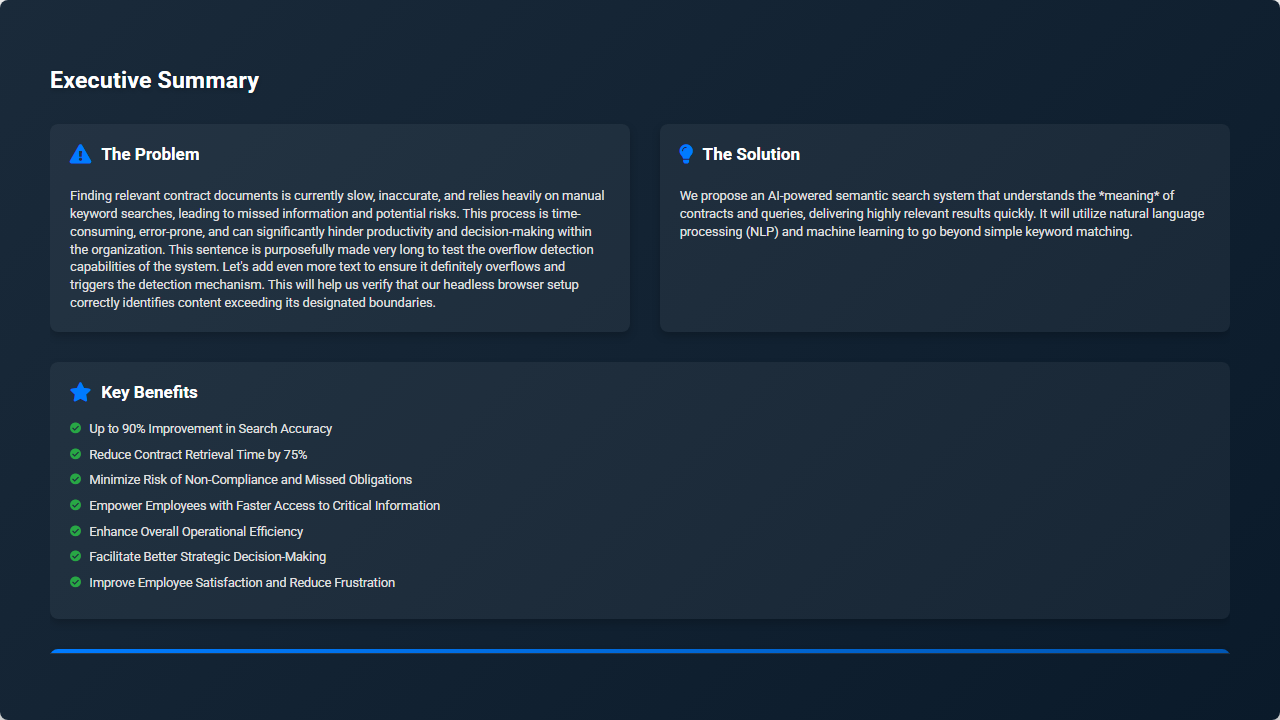 Executive Summary
The Problem
Finding relevant contract documents is currently slow, inaccurate, and relies heavily on manual
keyword searches, leading to missed information and potential risks. This process is time-
consuming, error-prone, and can significantly hinder productivity and decision-making within
the organization. This sentence is purposefully made very long to test the overflow detection
capabilities of the system. Let's add even more text to ensure it definitely overflows and
triggers the detection mechanism. This will help us verify that our headless browser setup
correctly identifies content exceeding its designated boundaries.
The Solution
We propose an AI-powered semantic search system that understands the *meaning* of
contracts and queries, delivering highly relevant results quickly. It will utilize natural language
processing (NLP) and machine learning to go beyond simple keyword matching.
Key Benefits
Up to 90% Improvement in Search Accuracy
Reduce Contract Retrieval Time by 75%
Minimize Risk of Non-Compliance and Missed Obligations
Empower Employees with Faster Access to Critical Information
Enhance Overall Operational Efficiency
Facilitate Better Strategic Decision-Making
Improve Employee Satisfaction and Reduce Frustration